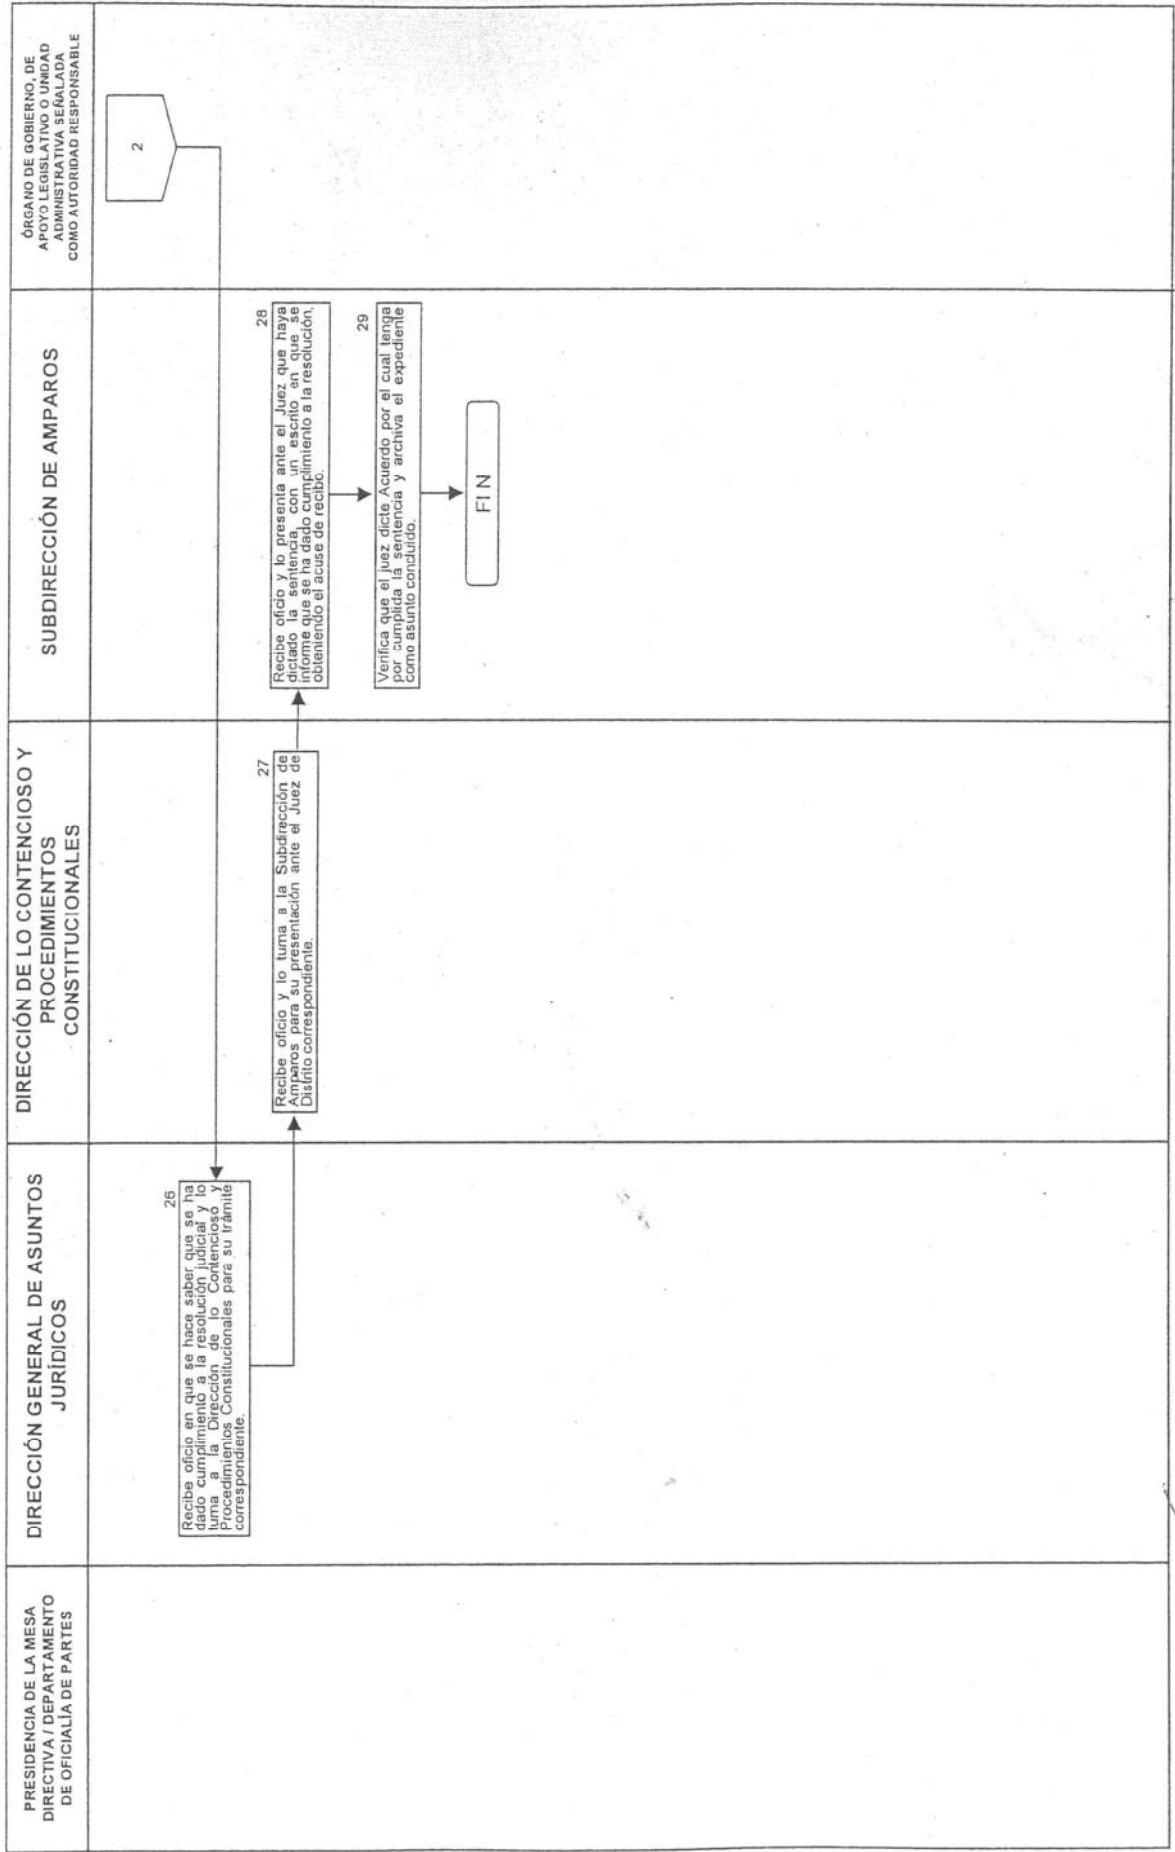 PRESIDENCIA DE LA MESA
DIRECTIVA / DEPARTAMENTO
DE OFICIALÍA DE PARTES
DIRECCIÓN GENERAL DE ASUNTOS
JURÍDICOS
DIRECCIÓN DE LO CONTENCIOSO Y
PROCEDIMIENTOS
CONSTITUCIONALES
SUBDIRECCIÓN DE AMPAROS
ÓRGANO DE GOBIERNO, DE
APOYO LEGISLATIVO O UNIDAD
ADMINISTRATIVA SEÑALADA
COMO AUTORIDAD RESPONSABLE
2
26
Recibe oficio en que se hace saber que se ha
dado cumplimiento a la resolución judicial y lo
turna a la Dirección de lo Contencioso y
Procedimientos Constitucionales para su trámite
correspondiente.
27
Recibe oficio y lo turna a la Subdirección de
Amparos para su presentación ante el Juez de
Distrito correspondiente.
28
Recibe oficio y lo presenta ante el Juez que haya
dictado la sentencia, con un escrito en que se
informe que se ha dado cumplimiento a la resolución,
obteniendo el acuse de recibo.
29
Verifica que el juez dicte Acuerdo por el cual tenga
por cumplida la sentencia y archiva el expediente
como asunto concluido.
FIN